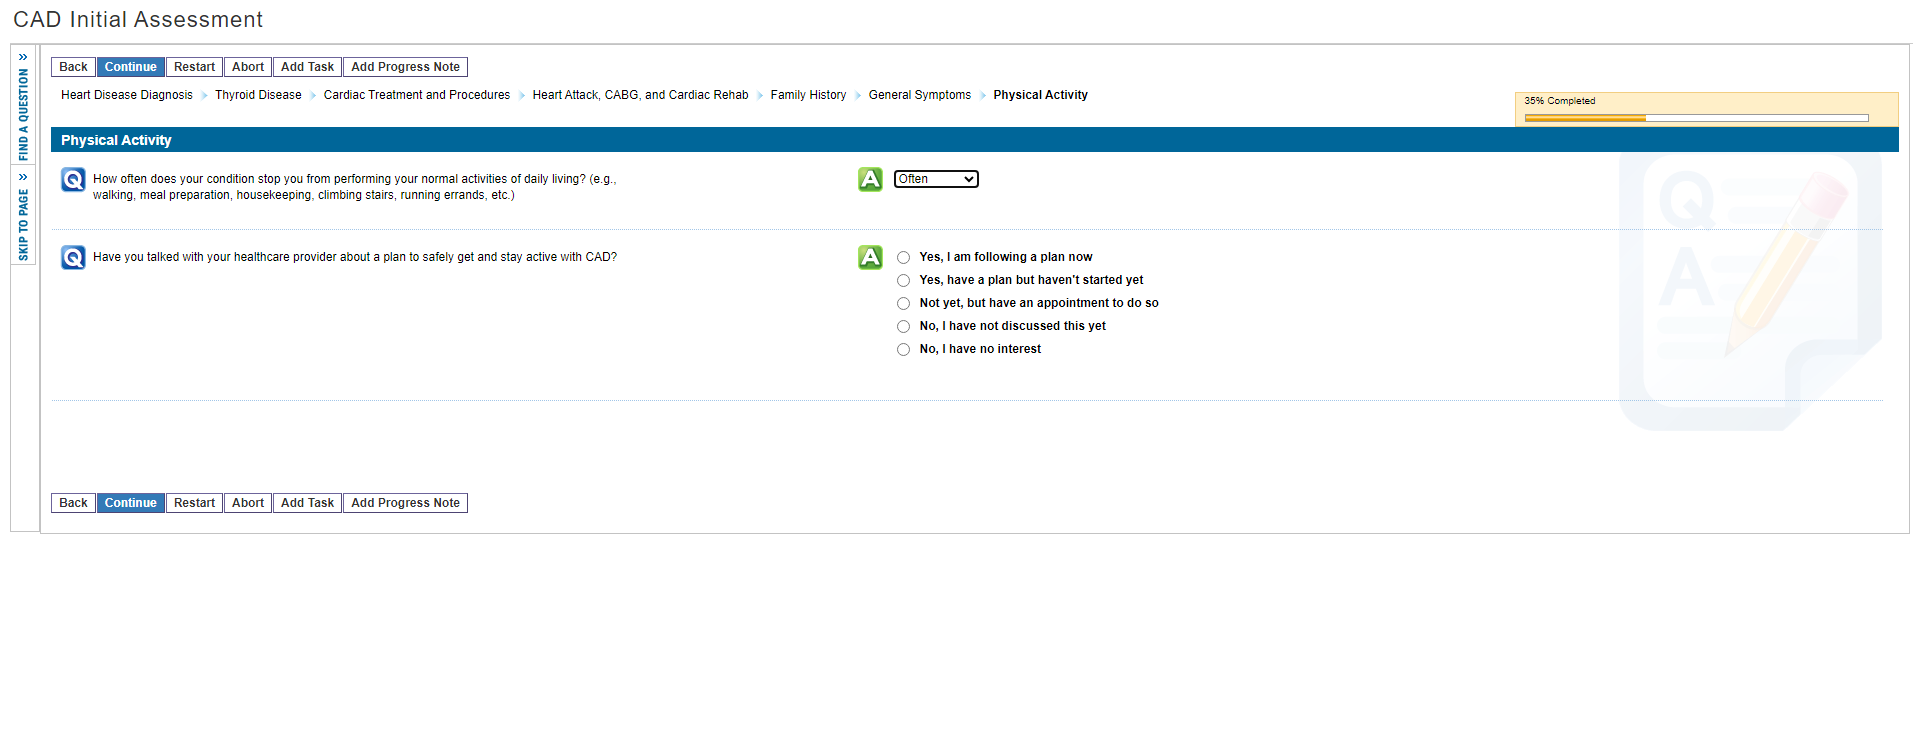 CAD Initial Assessment
FIND A QUESTION
SKIP TO PAGE
Back Continue Restart Abort Add Task Add Progress Note
Heart Disease Diagnosis Thyroid Disease Cardiac Treatment and Procedures Heart Attack, CABG, and Cardiac Rehab Family History General Symptoms Physical Activity
35% Completed
Physical Activity
Q How often does your condition stop you from performing your normal activities of daily living? (e.g.,
walking, meal preparation, housekeeping, climbing stairs, running errands, etc.)
A Often
Q Have you talked with your healthcare provider about a plan to safely get and stay active with CAD?
A Yes, I am following a plan now
Yes, have a plan but haven't started yet
Not yet, but have an appointment to do so
No, I have not discussed this yet
No, I have no interest
Q
A
Back Continue Restart Abort Add Task Add Progress Note